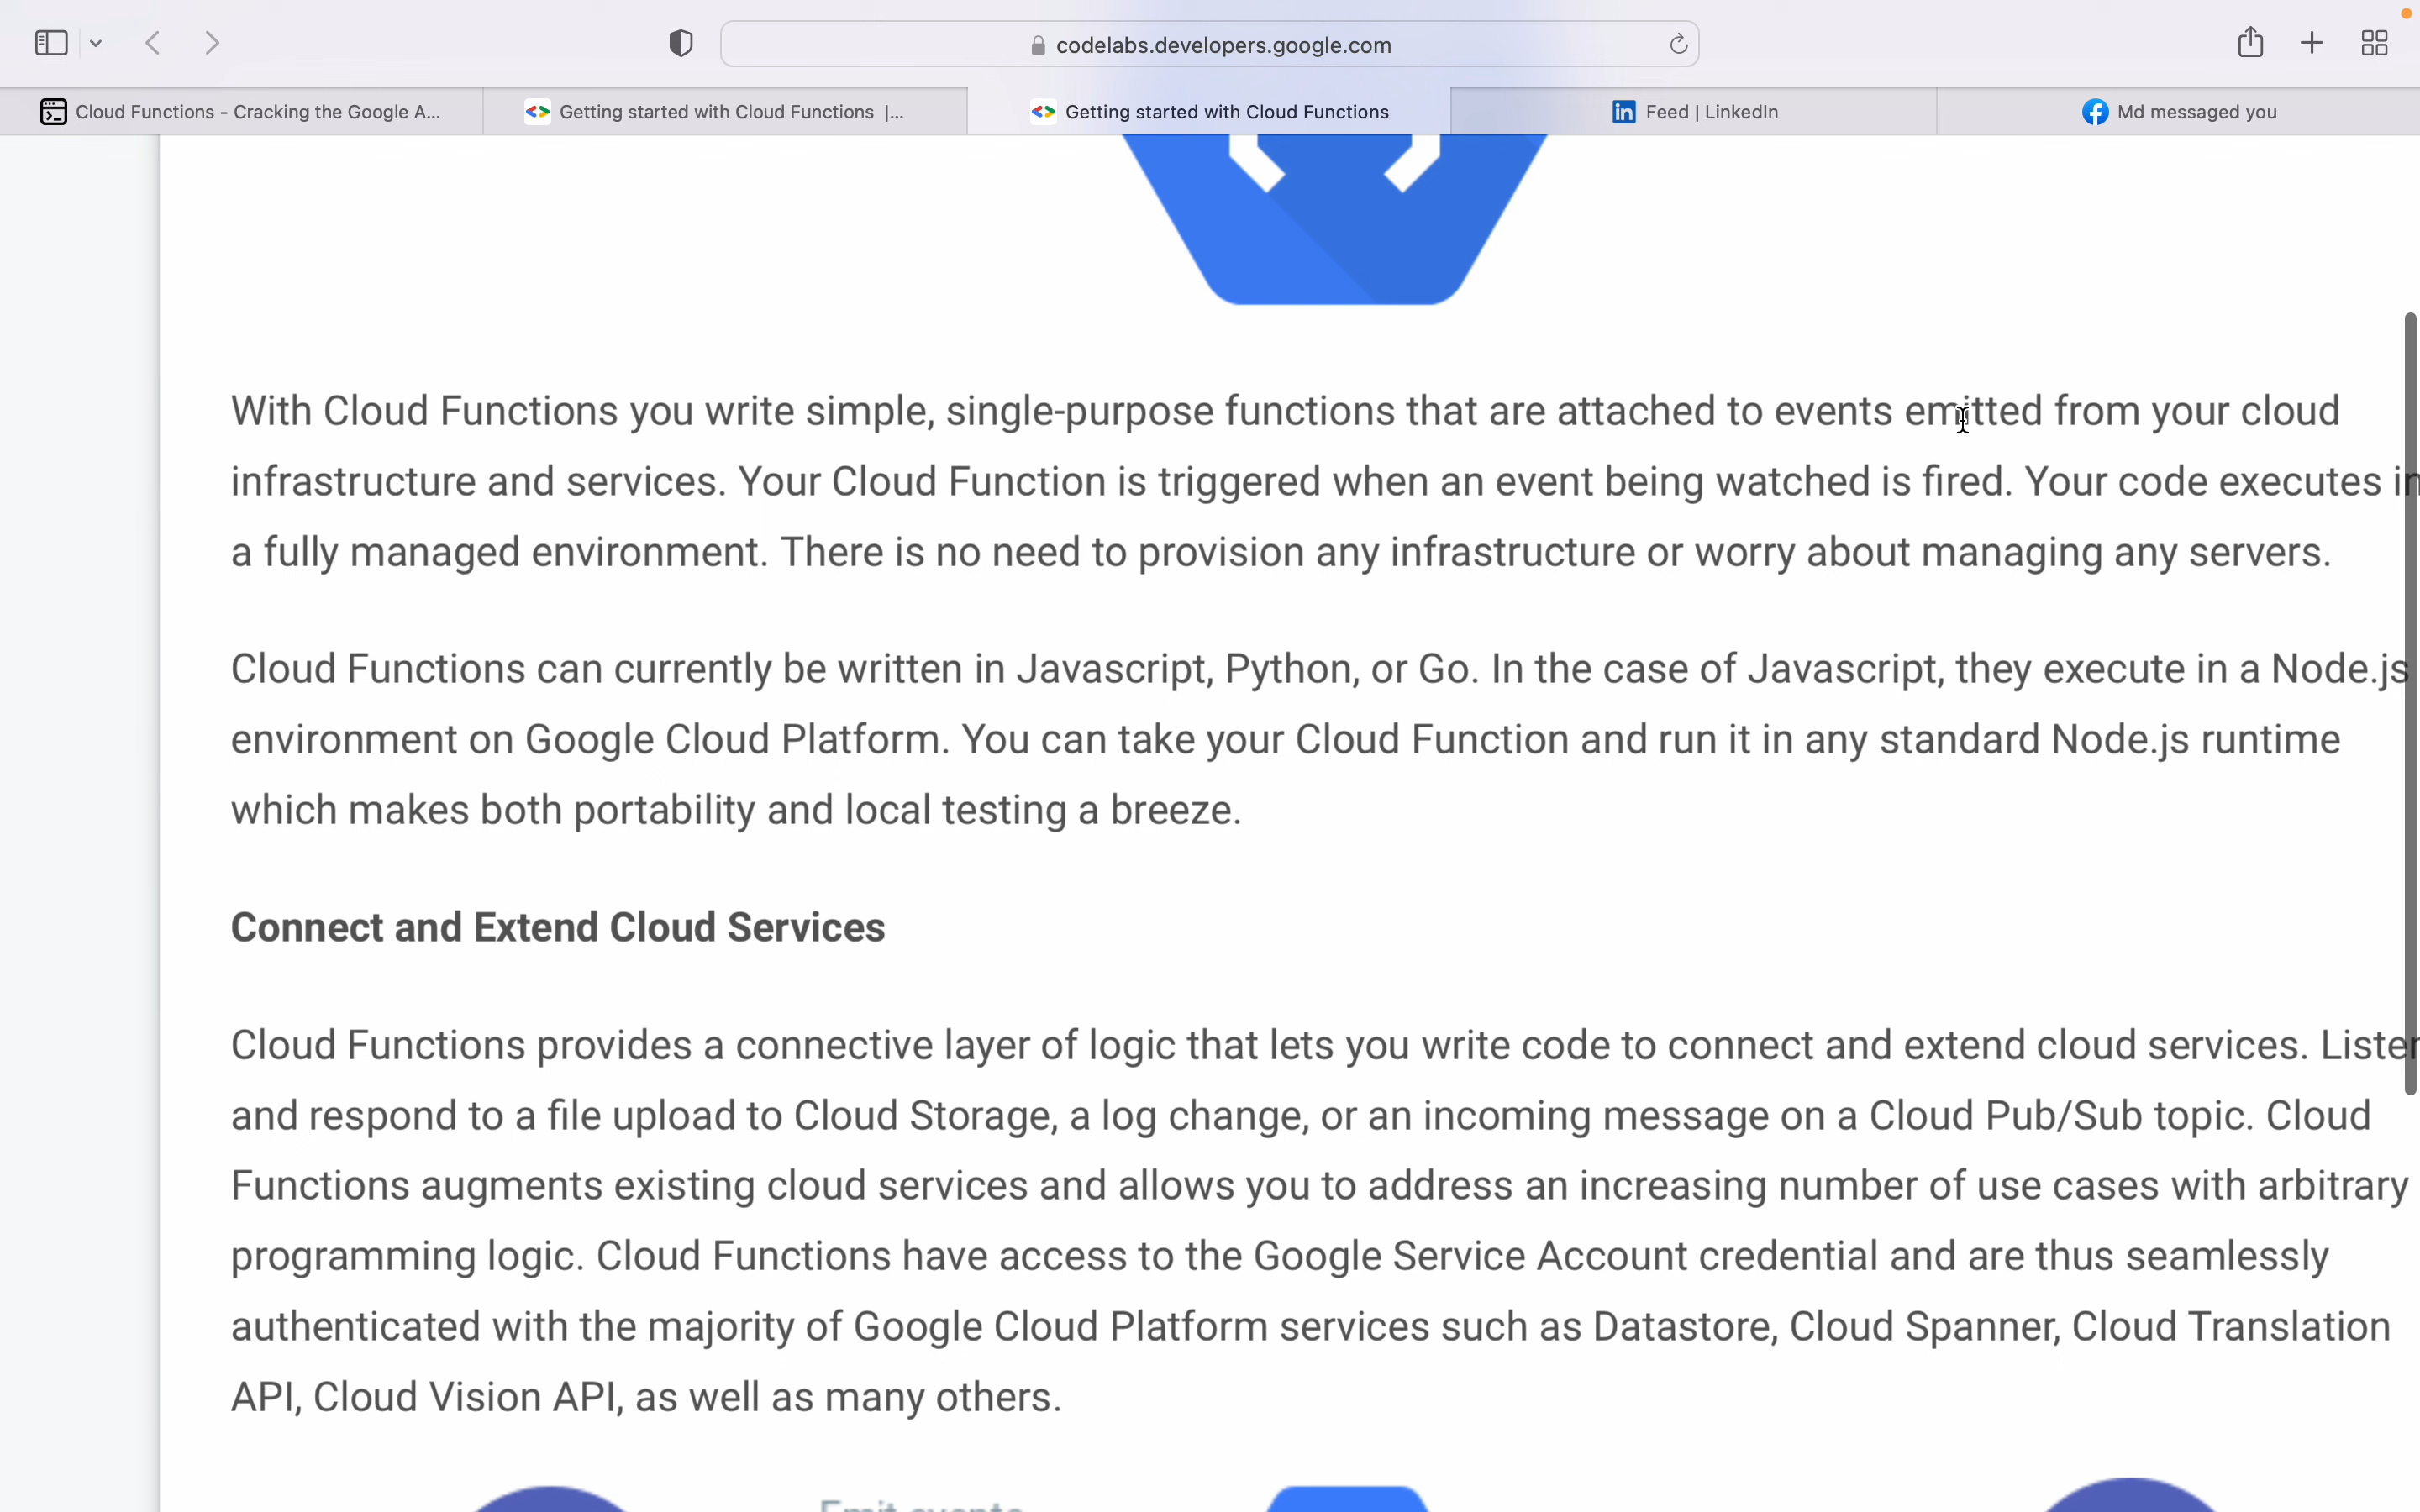 codelabs.developers.google.com
Cloud Functions - Cracking the Google A...
Getting started with Cloud Functions |...
Getting started with Cloud Functions
Feed | LinkedIn
Md messaged you
With Cloud Functions you write simple, single-purpose functions that are attached to events emitted from your cloud
infrastructure and services. Your Cloud Function is triggered when an event being watched is fired. Your code executes in
a fully managed environment. There is no need to provision any infrastructure or worry about managing any servers.
Cloud Functions can currently be written in Javascript, Python, or Go. In the case of Javascript, they execute in a Node.js
environment on Google Cloud Platform. You can take your Cloud Function and run it in any standard Node.js runtime
which makes both portability and local testing a breeze.
Connect and Extend Cloud Services
Cloud Functions provides a connective layer of logic that lets you write code to connect and extend cloud services. Listen
and respond to a file upload to Cloud Storage, a log change, or an incoming message on a Cloud Pub/Sub topic. Cloud
Functions augments existing cloud services and allows you to address an increasing number of use cases with arbitrary
programming logic. Cloud Functions have access to the Google Service Account credential and are thus seamlessly
authenticated with the majority of Google Cloud Platform services such as Datastore, Cloud Spanner, Cloud Translation
API, Cloud Vision API, as well as many others.
Emit events